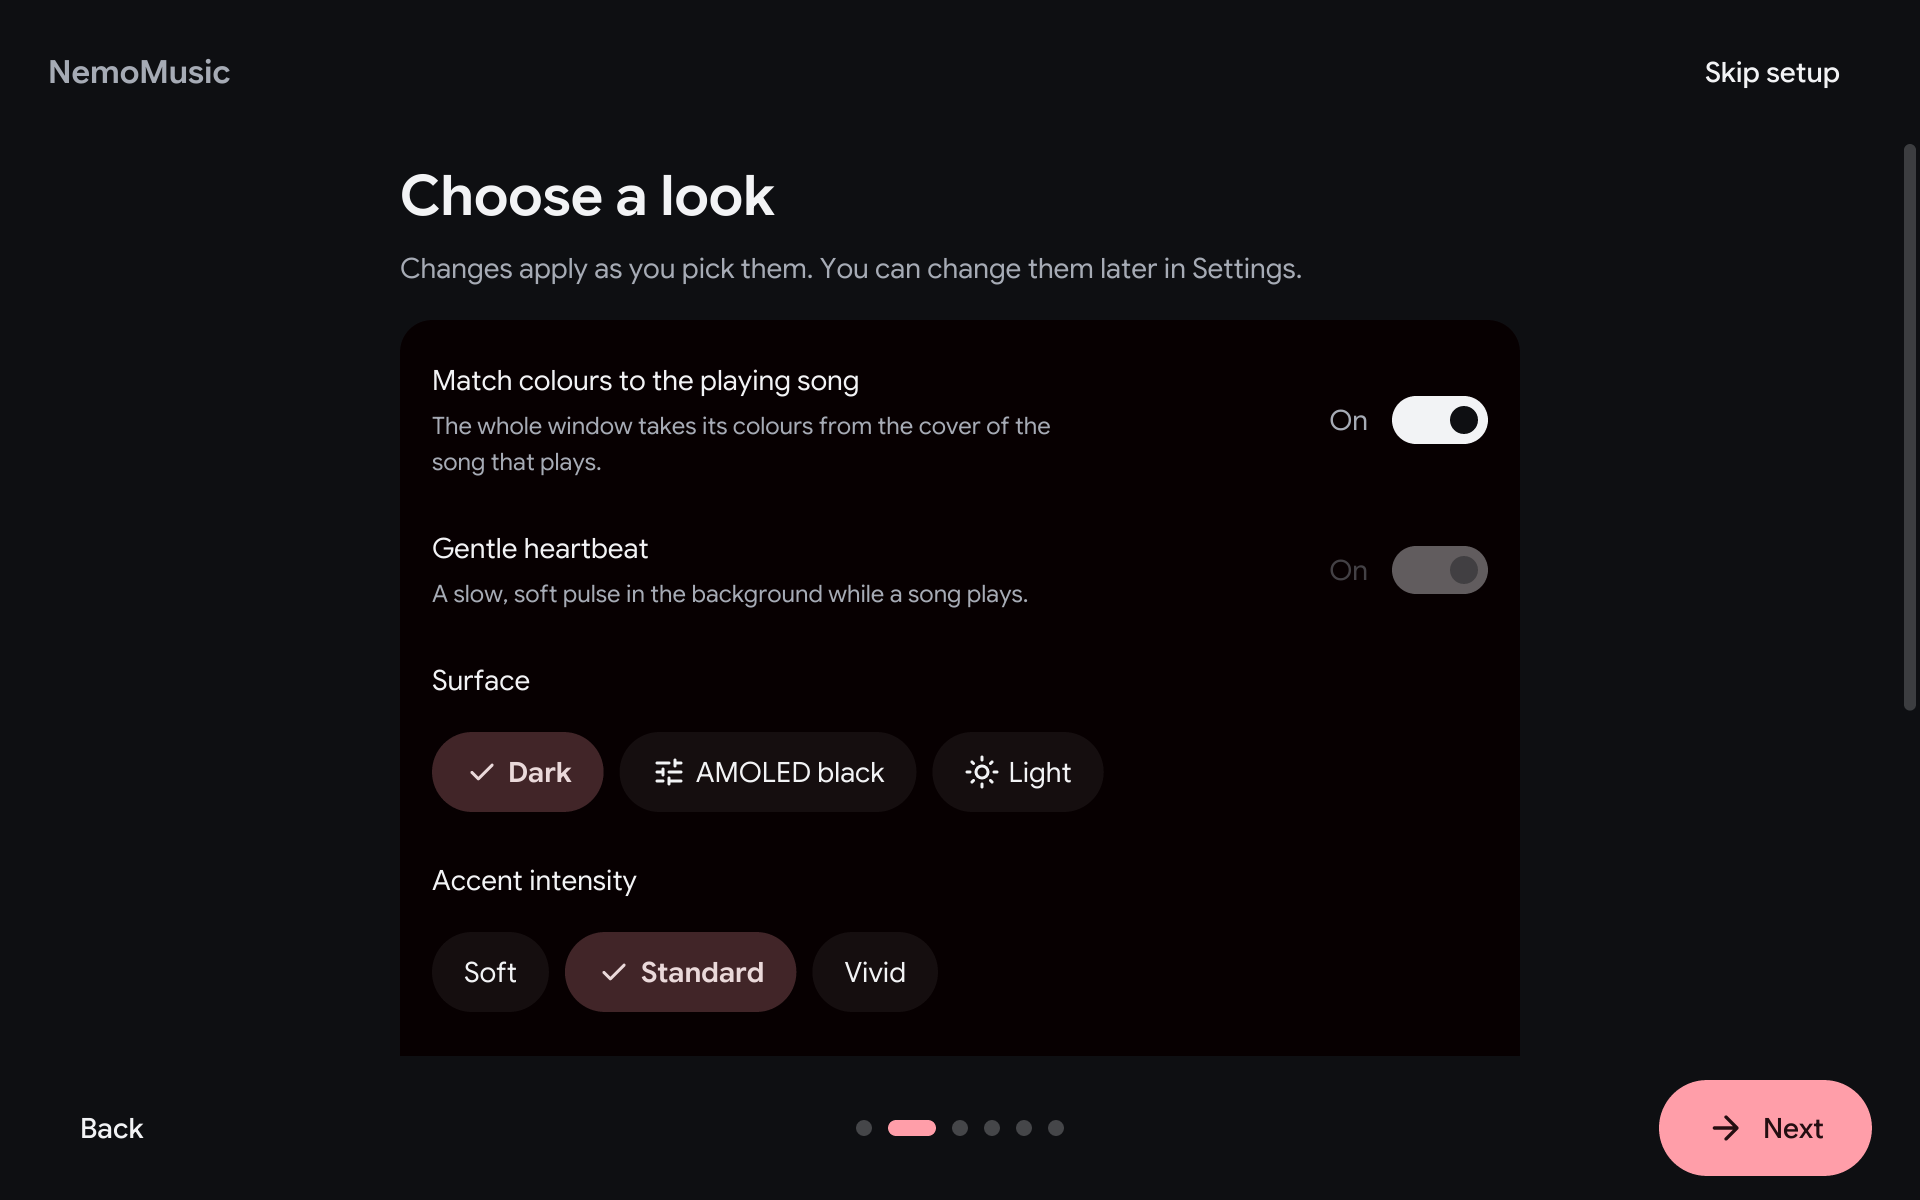 NemoMusic
Skip setup
Choose a look
Changes apply as you pick them. You can change them later in Settings.
Match colours to the playing song
The whole window takes its colours from the cover of the
song that plays.
On
Gentle heartbeat
A slow, soft pulse in the background while a song plays.
On
Surface
Dark
AMOLED black
Light
Accent intensity
Soft
Standard
Vivid
Back
Next